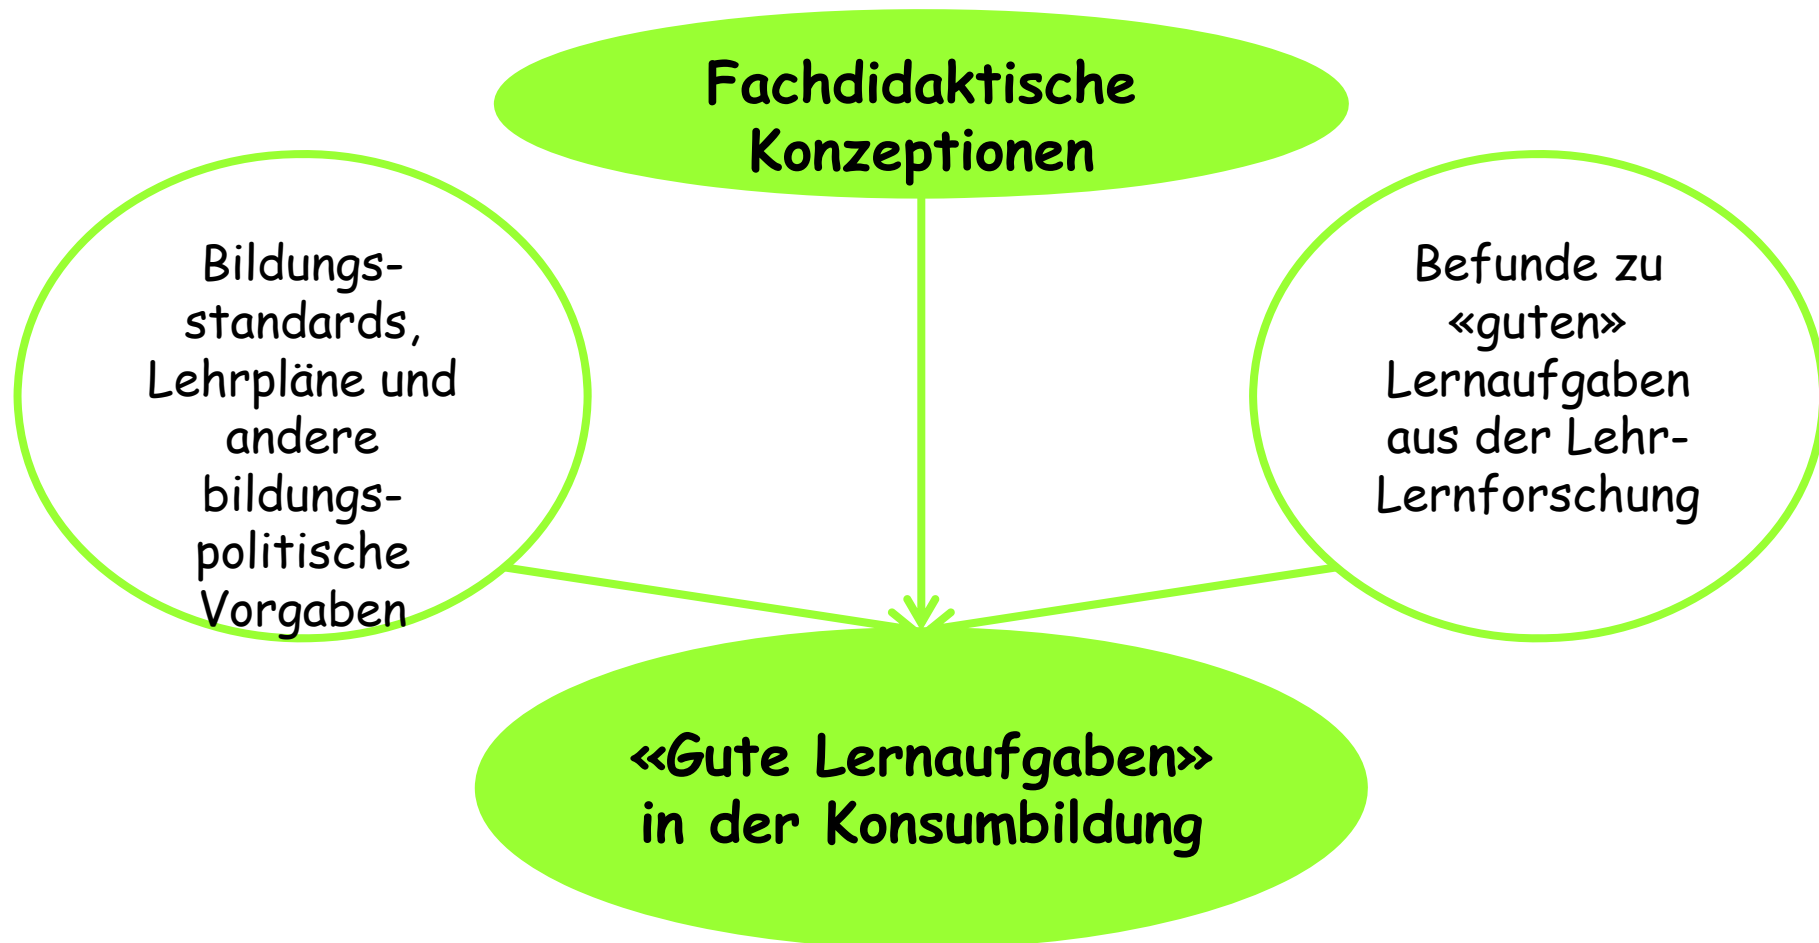 Fachdidaktische
Konzeptionen
Bildungs-
standards,
Lehrpläne und
andere
bildungs-
politische
Vorgaben
Befunde zu
«guten»
Lernaufgaben
aus der Lehr-
Lernforschung
«Gute Lernaufgaben»
in der Konsumbildung